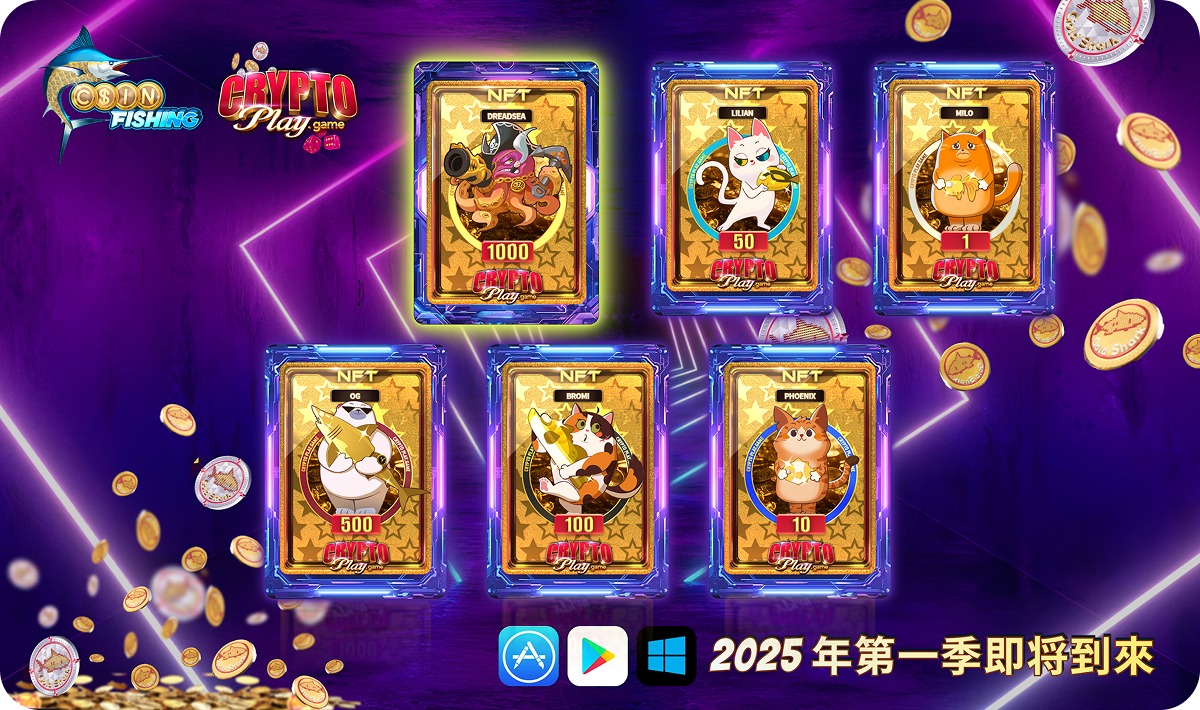 C$IN
FISHING
CRYPTO
Play.game
NFT
DREADSEA
1000
CRYPTO
Play.game
NFT
LILIAN
50
CRYPTO
Play.game
NFT
MILO
1
CRYPTO
Play.game
NFT
OG
500
CRYPTO
Play.game
NFT
BROMI
100
CRYPTO
Play.game
NFT
PHOENIX
10
CRYPTO
Play.game
2025 年第一季即将到來